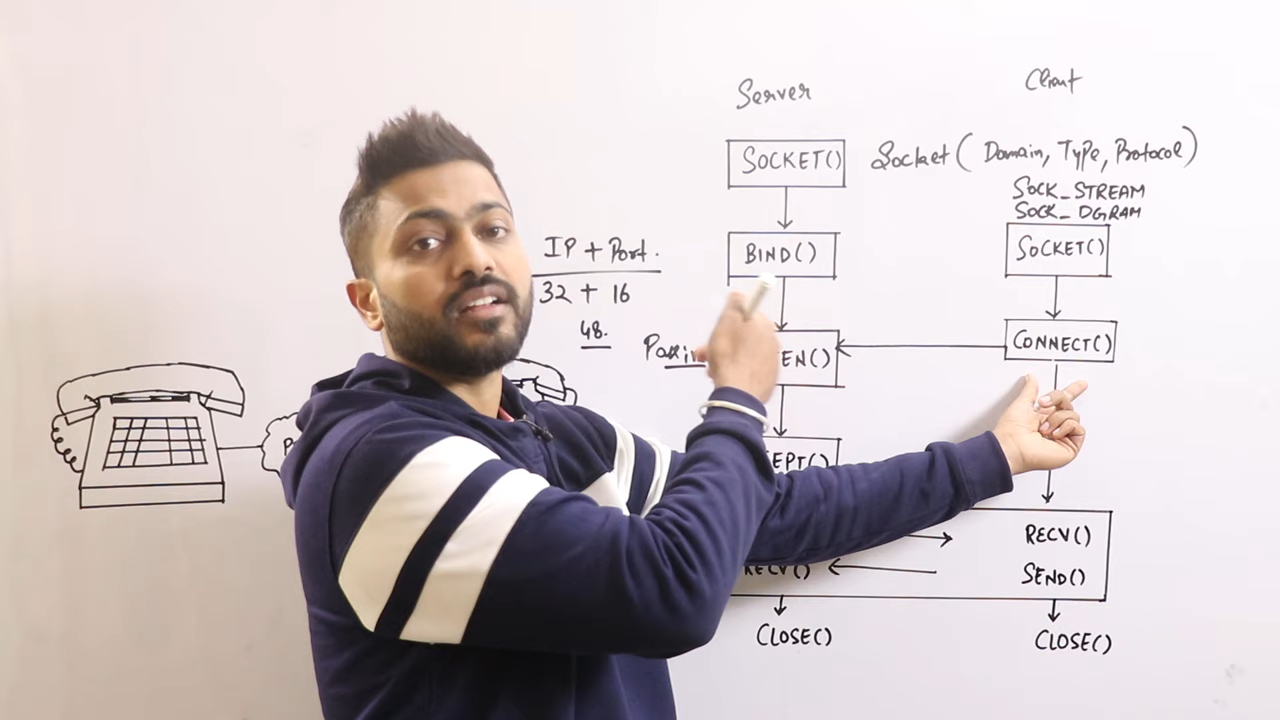 Server
Client
SOCKET()
Socket( Domain, Type, Protocol)
SOCK_STREAM
SOCK_DGRAM
IP + Port.
BIND()
SOCKET()
32 + 16
48.
CONNECT()
RECV()
RECV()
SEND()
CLOSE()
CLOSE()